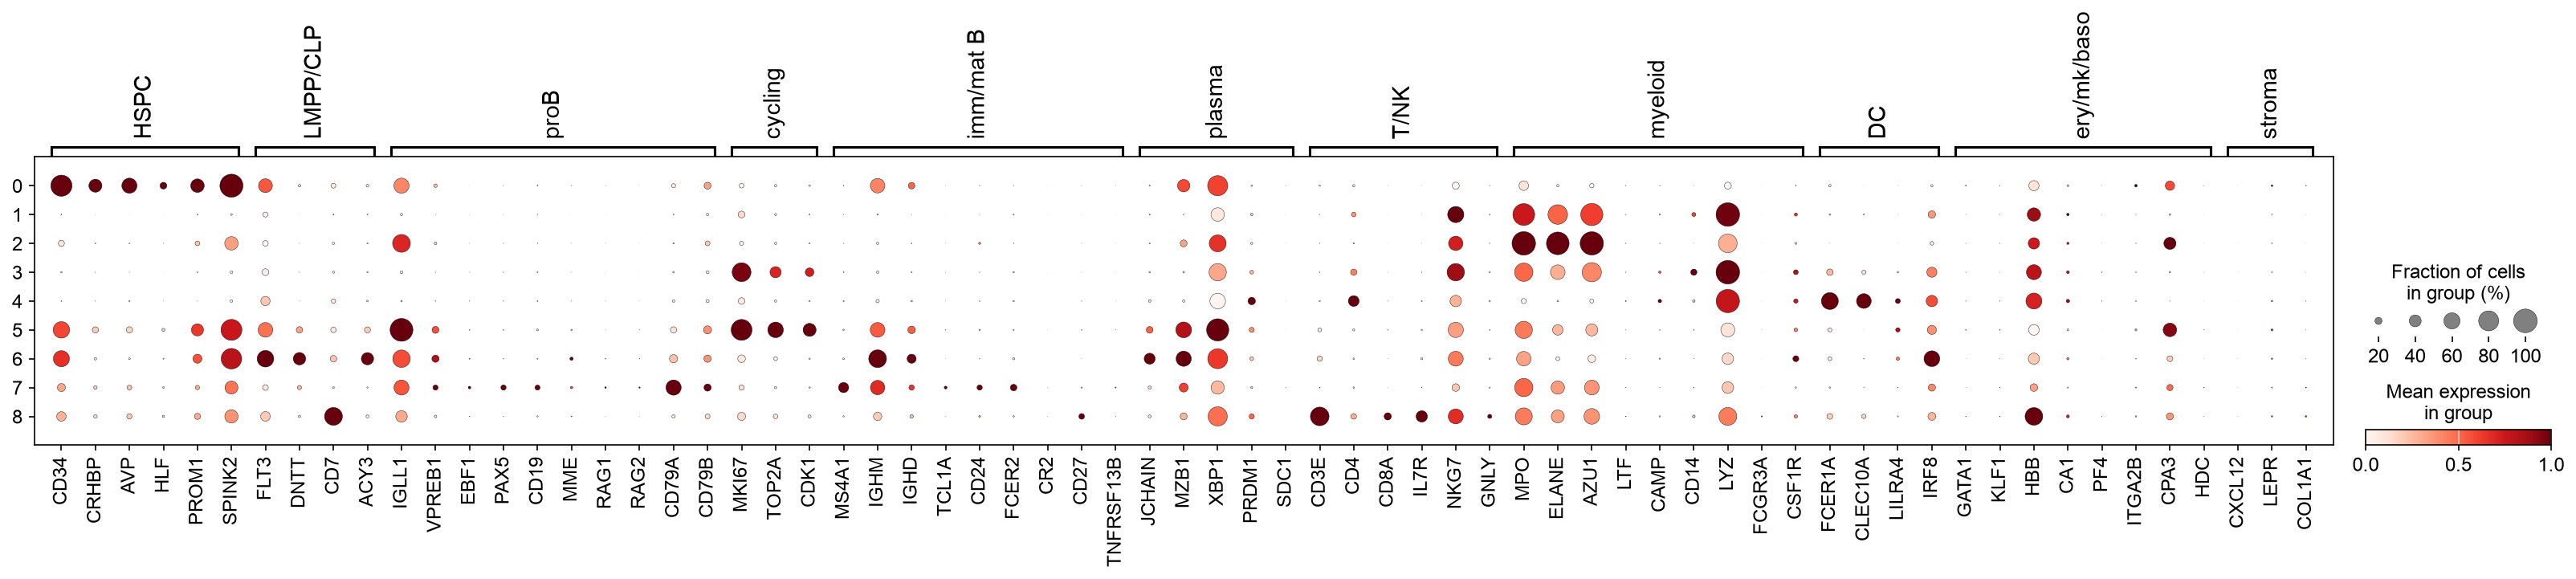 HSPC
LMPP/CLP
proB
cycling
imm/mat B
plasma
T/NK
myeloid
DC
ery/mk/baso
stroma
0
1
2
3
4
5
6
7
8
CD34
CRHBP
AVP
HLF
PROM1
SPINK2
FLT3
DNTT
CD7
ACY3
IGLL1
VPREB1
EBF1
PAX5
CD19
MME
RAG1
RAG2
CD79A
CD79B
MKI67
TOP2A
CDK1
MS4A1
IGHM
IGHD
TCL1A
CD24
FCER2
CR2
CD27
TNFRSF13B
JCHAIN
MZB1
XBP1
PRDM1
SDC1
CD3E
CD4
CD8A
IL7R
NKG7
GNLY
MPO
ELANE
AZU1
LTF
CAMP
CD14
LYZ
FCGR3A
CSF1R
FCER1A
CLEC10A
LILRA4
IRF8
GATA1
KLF1
HBB
CA1
PF4
ITGA2B
CPA3
HDC
CXCL12
LEPR
COL1A1
Fraction of cells
in group (%)
20 40 60 80 100
Mean expression
in group
0.0 0.5 1.0